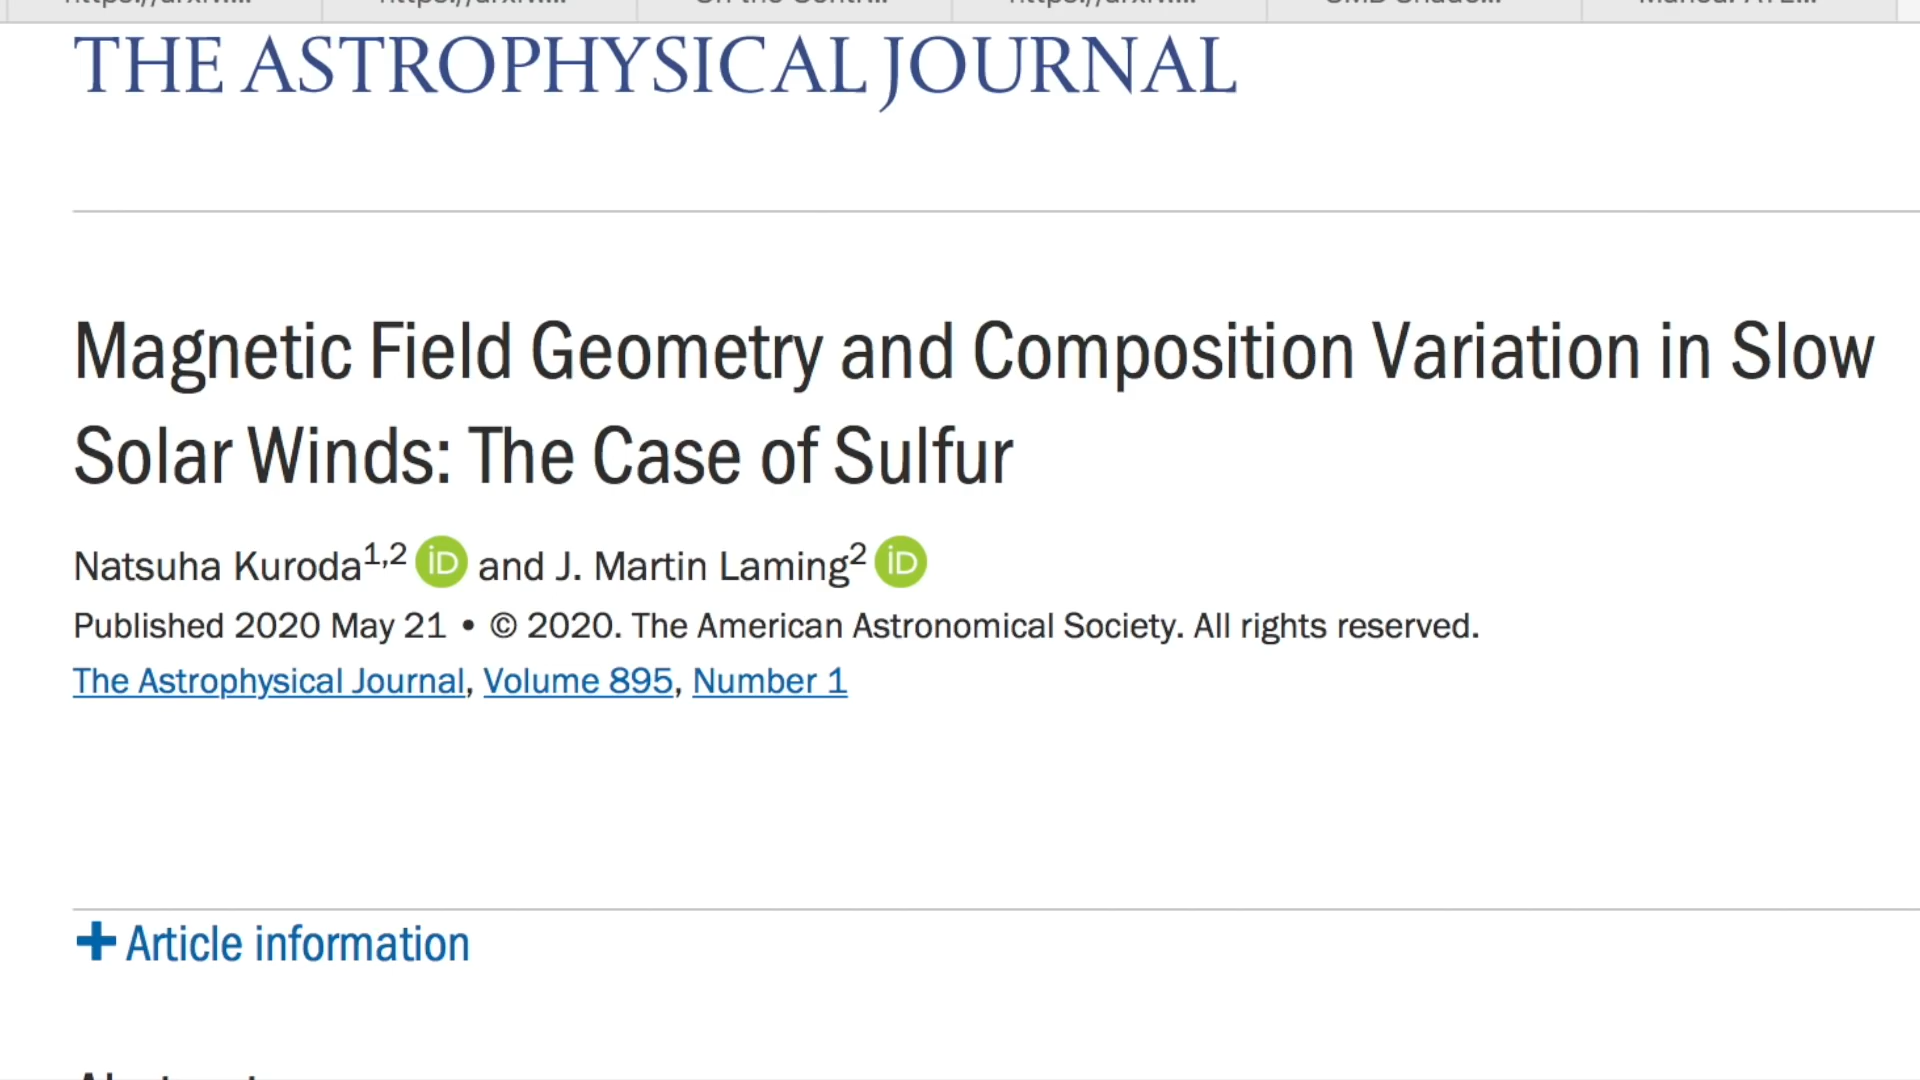 THE ASTROPHYSICAL JOURNAL
Magnetic Field Geometry and Composition Variation in Slow
Solar Winds: The Case of Sulfur
Natsuha Kuroda1,2 iD and J. Martin Laming2 iD
Published 2020 May 21 • © 2020. The American Astronomical Society. All rights reserved.
The Astrophysical Journal, Volume 895, Number 1
+ Article information